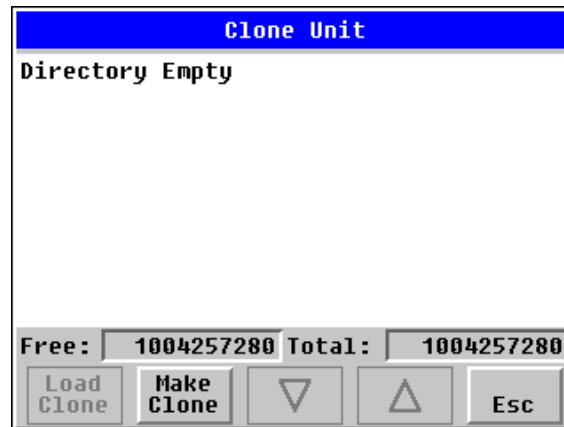 Clone Unit
Directory Empty
Free: 1004257280 Total: 1004257280
Load Clone Make Clone Esc